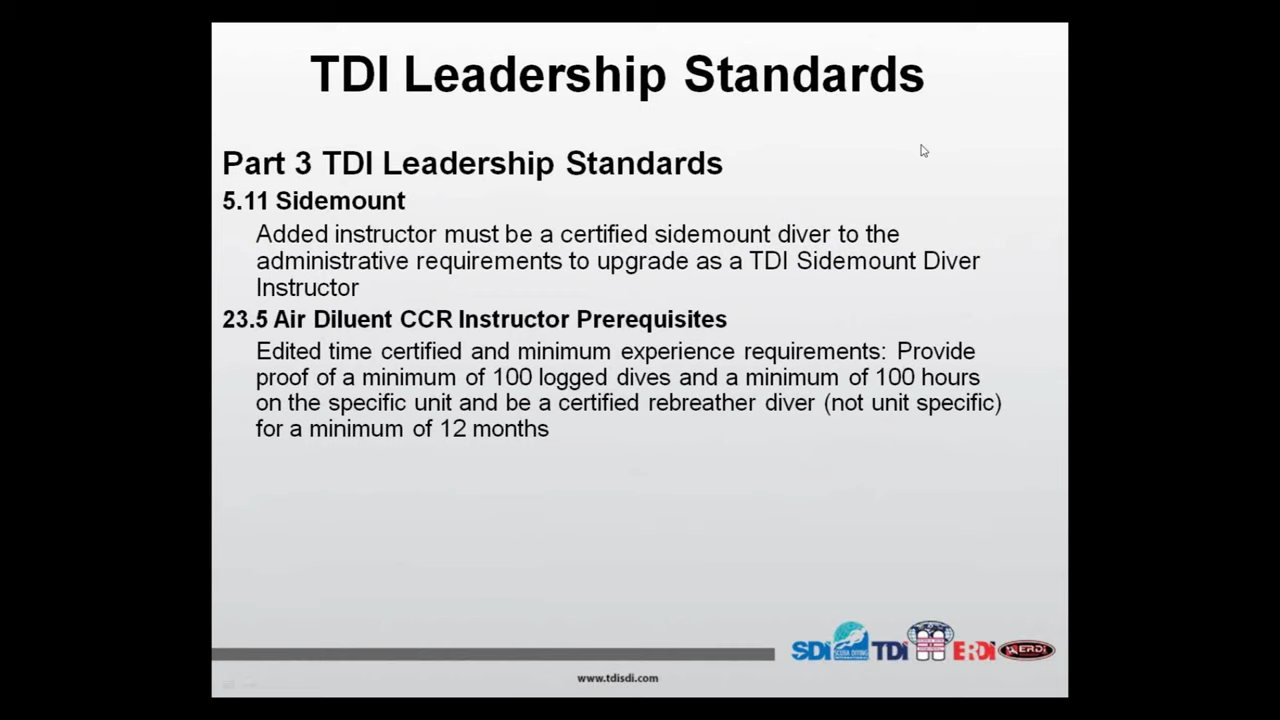 TDI Leadership Standards
Part 3 TDI Leadership Standards
5.11 Sidemount
Added instructor must be a certified sidemount diver to the
administrative requirements to upgrade as a TDI Sidemount Diver
Instructor
23.5 Air Diluent CCR Instructor Prerequisites
Edited time certified and minimum experience requirements: Provide
proof of a minimum of 100 logged dives and a minimum of 100 hours
on the specific unit and be a certified rebreather diver (not unit specific)
for a minimum of 12 months
SDI TDI ERDI ERDI
www.tdisdi.com